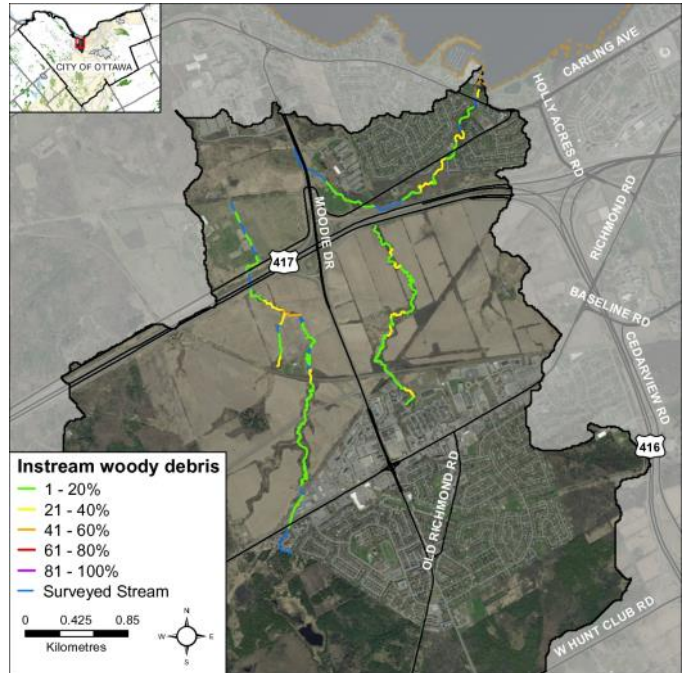 CITY OF OTTAWA
CARLING AVE
HOLLY ACRES RD
RICHMOND RD
MOODIE DR
417
BASELINE RD
CEDARVIEW RD
416
OLD RICHMOND RD
W HUNT CLUB RD
Instream woody debris
1 - 20%
21 - 40%
41 - 60%
61 - 80%
81 - 100%
Surveyed Stream
0 0.425 0.85
Kilometres
N
W E
S